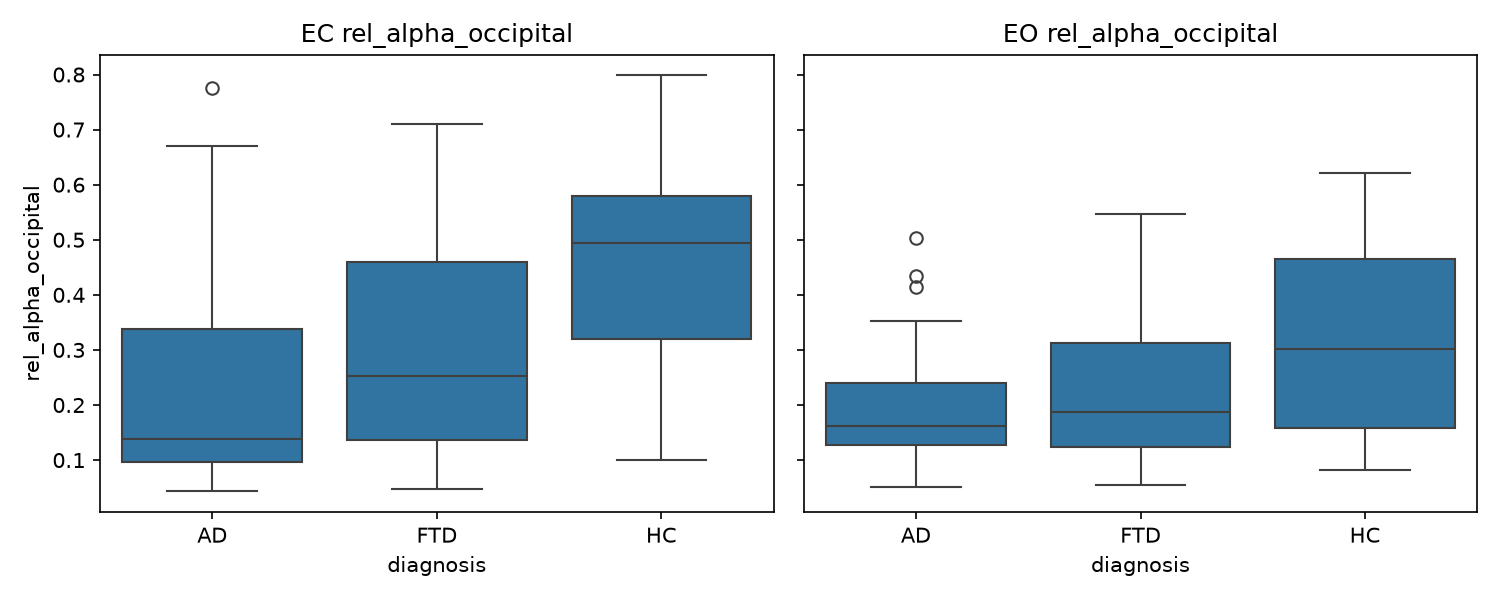 EC rel_alpha_occipital
EO rel_alpha_occipital
rel_alpha_occipital
0.8
0.7
0.6
0.5
0.4
0.3
0.2
0.1
AD FTD HC
AD FTD HC
diagnosis
diagnosis